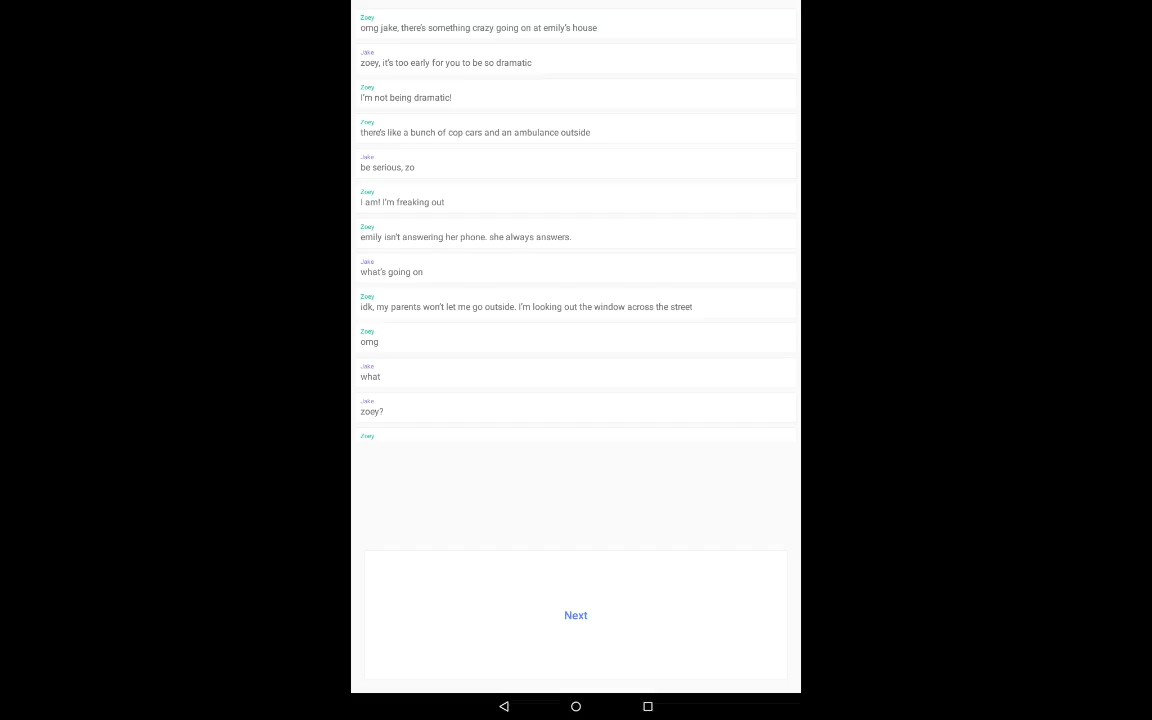 Zoey
omg jake, there's something crazy going on at emily's house
Jake
zoey, it's too early for you to be so dramatic
Zoey
I'm not being dramatic!
Zoey
there's like a bunch of cop cars and an ambulance outside
Jake
be serious, zo
Zoey
I am! I'm freaking out
Zoey
emily isn't answering her phone. she always answers.
Jake
what's going on
Zoey
idk, my parents won't let me go outside. I'm looking out the window across the street
Zoey
omg
Jake
what
Jake
zoey?
Zoey
Next